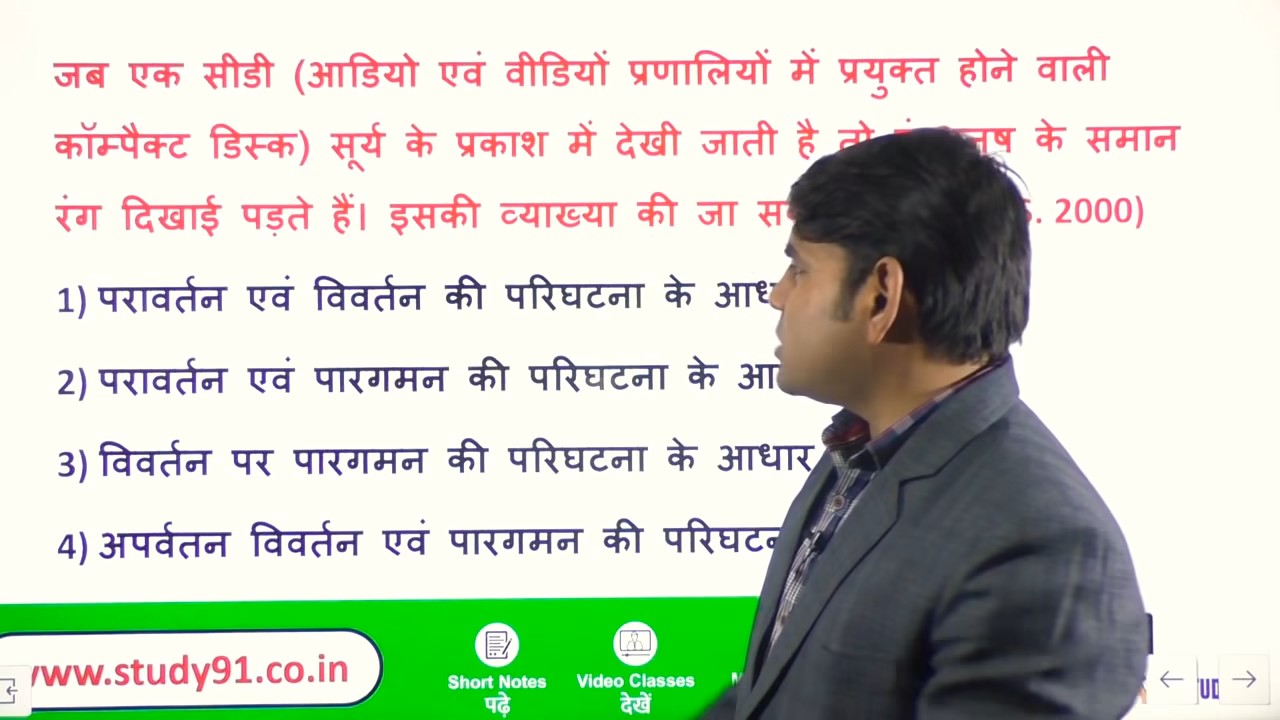 जब एक सीडी (आडियो एवं वीडियों प्रणालियों में प्रयुक्त होने वाली
कॉम्पैक्ट डिस्क) सूर्य के प्रकाश में देखी जाती है तो के समान
रंग दिखाई पड़ते हैं। इसकी व्याख्या की जा 2000)
1) परावर्तन एवं विवर्तन की परिघटना के
2) परावर्तन एवं पारगमन की परिघटना के
3) विवर्तन पर पारगमन की परिघटना के आधार
4) अपर्वतन विवर्तन एवं पारगमन की
www.study91.co.in
Short Notes
पढ़े
Video Classes
देखें